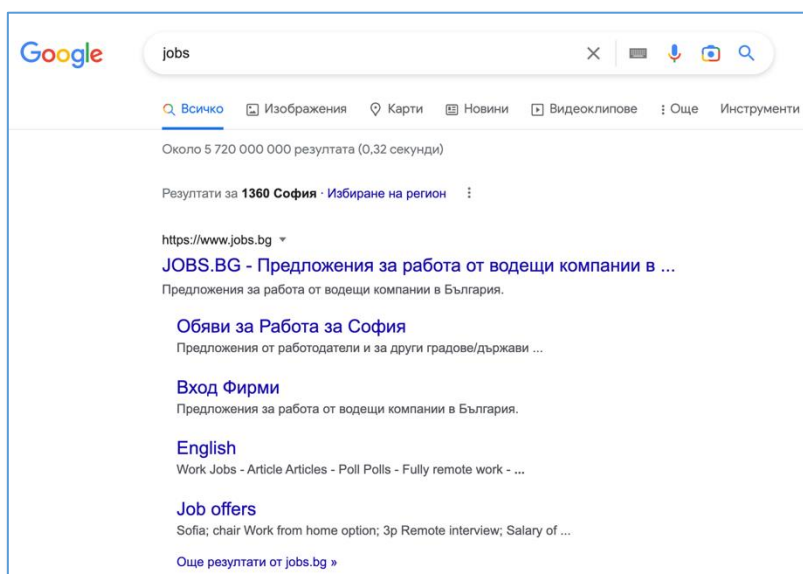 Google
jobs
Всичко Изображения Карти Новини Видеоклипове Още Инструменти
Около 5 720 000 000 резултата (0,32 секунди)
Резултати за 1360 София · Избиране на регион
https://www.jobs.bg
JOBS.BG - Предложения за работа от водещи компании в ...
Предложения за работа от водещи компании в България.
Обяви за Работа за София
Предложения от работодатели и за други градове/държави ...
Вход Фирми
Предложения за работа от водещи компании в България.
English
Work Jobs - Article Articles - Poll Polls - Fully remote work - ...
Job offers
Sofia; chair Work from home option; 3p Remote interview; Salary of ...
Още резултати от jobs.bg »